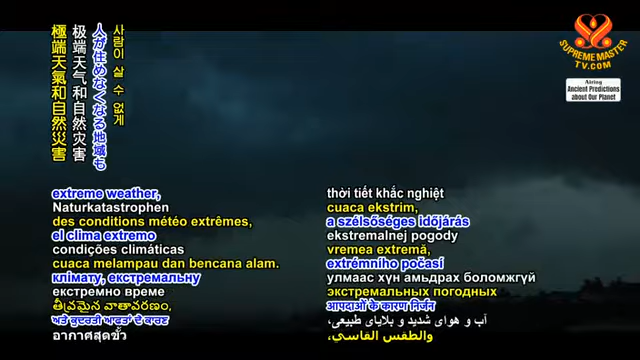 사람이 살 수 없게
人が住めなくなる地域も
极端天气和自然灾害
極端天氣和自然災害
SUPREME MASTER
TV.COM
Airing
Ancient Predictions
about Our Planet
extreme weather,
Naturkatastrophen
des conditions météo extrêmes,
el clima extremo
condições climáticas
cuaca melampau dan bencana alam.
клімату, екстремальну
екстремно време
తీవ్రమైన వాతావరణం,
ਅਤੇ ਕੁਦਰਤੀ ਆਫਤਾਂ ਦੇ ਕਾਰਣ
อากาศสุดขั้ว
thời tiết khắc nghiệt
cuaca ekstrim,
a szélsőséges időjárás
ekstremalnej pogody
vremea extremă,
extrémního počasí
улмаас хүн амьдрах боломжгүй
экстремальных погодных
आपदाओं के कारण निर्जन
آب و هوای شدید و بلایای طبیعی،
والطقس القاسي،